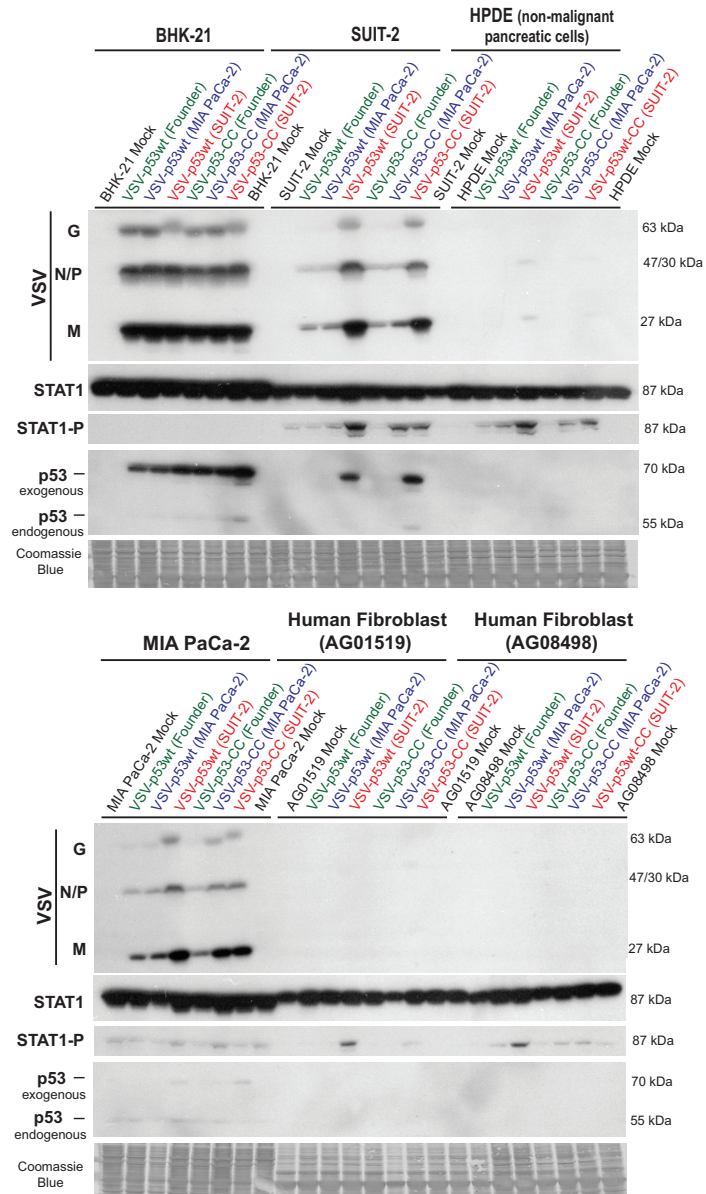 BHK-21
SUIT-2
HPDE (non-malignant
pancreatic cells)
BHK-21 Mock
VSV-p53wt (Founder)
VSV-p53wt (MIA PaCa-2)
VSV-p53wt (SUIT-2)
VSV-p53-CC (Founder)
VSV-p53-CC (MIA PaCa-2)
VSV-p53-CC (SUIT-2)
BHK-21 Mock
SUIT-2 Mock
VSV-p53wt (Founder)
VSV-p53wt (MIA PaCa-2)
VSV-p53wt (SUIT-2)
VSV-p53-CC (Founder)
VSV-p53-CC (MIA PaCa-2)
VSV-p53-CC (SUIT-2)
SUIT-2 Mock
HPDE Mock
VSV-p53wt (Founder)
VSV-p53wt (MIA PaCa-2)
VSV-p53wt (SUIT-2)
VSV-p53-CC (Founder)
VSV-p53-CC (MIA PaCa-2)
VSV-p53wt-CC (SUIT-2)
HPDE Mock
VSV
G
63 kDa
N/P
47/30 kDa
M
27 kDa
STAT1
87 kDa
STAT1-P
87 kDa
p53
exogenous
70 kDa
p53
endogenous
55 kDa
Coomassie
Blue
MIA PaCa-2
Human Fibroblast
(AG01519)
Human Fibroblast
(AG08498)
MIA PaCa-2 Mock
VSV-p53wt (Founder)
VSV-p53wt (MIA PaCa-2)
VSV-p53wt (SUIT-2)
VSV-p53-CC (Founder)
VSV-p53-CC (MIA PaCa-2)
VSV-p53-CC (SUIT-2)
MIA PaCa-2 Mock
AG01519 Mock
VSV-p53wt (Founder)
VSV-p53wt (MIA PaCa-2)
VSV-p53wt (SUIT-2)
VSV-p53-CC (Founder)
VSV-p53-CC (MIA PaCa-2)
VSV-p53-CC (SUIT-2)
AG01519 Mock
AG08498 Mock
VSV-p53wt (Founder)
VSV-p53wt (MIA PaCa-2)
VSV-p53wt (SUIT-2)
VSV-p53-CC (Founder)
VSV-p53-CC (MIA PaCa-2)
VSV-p53wt-CC (SUIT-2)
AG08498 Mock
VSV
G
63 kDa
N/P
47/30 kDa
M
27 kDa
STAT1
87 kDa
STAT1-P
87 kDa
p53
exogenous
70 kDa
p53
endogenous
55 kDa
Coomassie
Blue